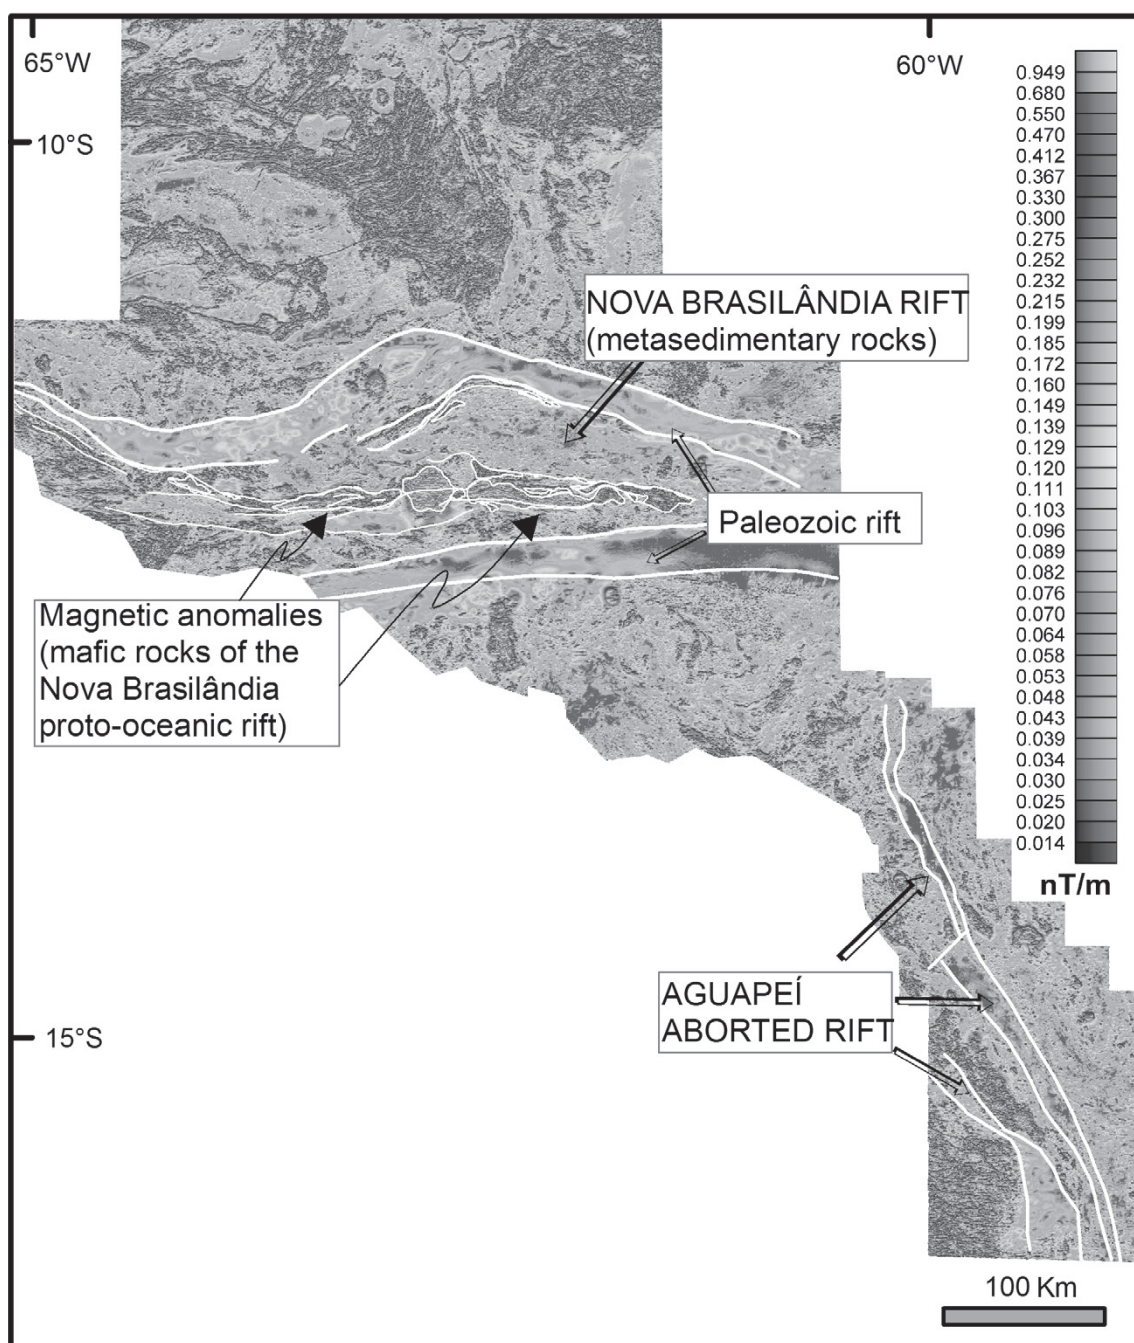 65°W
60°W
10°S
15°S
NOVA BRASILÂNDIA RIFT
(metasedimentary rocks)
Paleozoic rift
Magnetic anomalies
(mafic rocks of the
Nova Brasilândia
proto-oceanic rift)
AGUAPEÍ
ABORTED RIFT
0.949
0.680
0.550
0.470
0.412
0.367
0.330
0.300
0.275
0.252
0.232
0.215
0.199
0.185
0.172
0.160
0.149
0.139
0.129
0.120
0.111
0.103
0.096
0.089
0.082
0.076
0.070
0.064
0.058
0.053
0.048
0.043
0.039
0.034
0.030
0.025
0.020
0.014
nT/m
100 Km